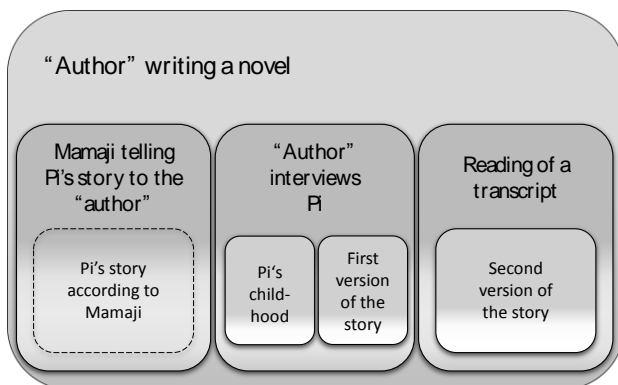 “Author” writing a novel
Mamaji telling
Pi's story to the
“author”
Pi's story
according to
Mamaji
“Author”
interviews
Pi
Pi‘s
child-
hood
First
version
of the
story
Reading of a
transcript
Second
version of
the story